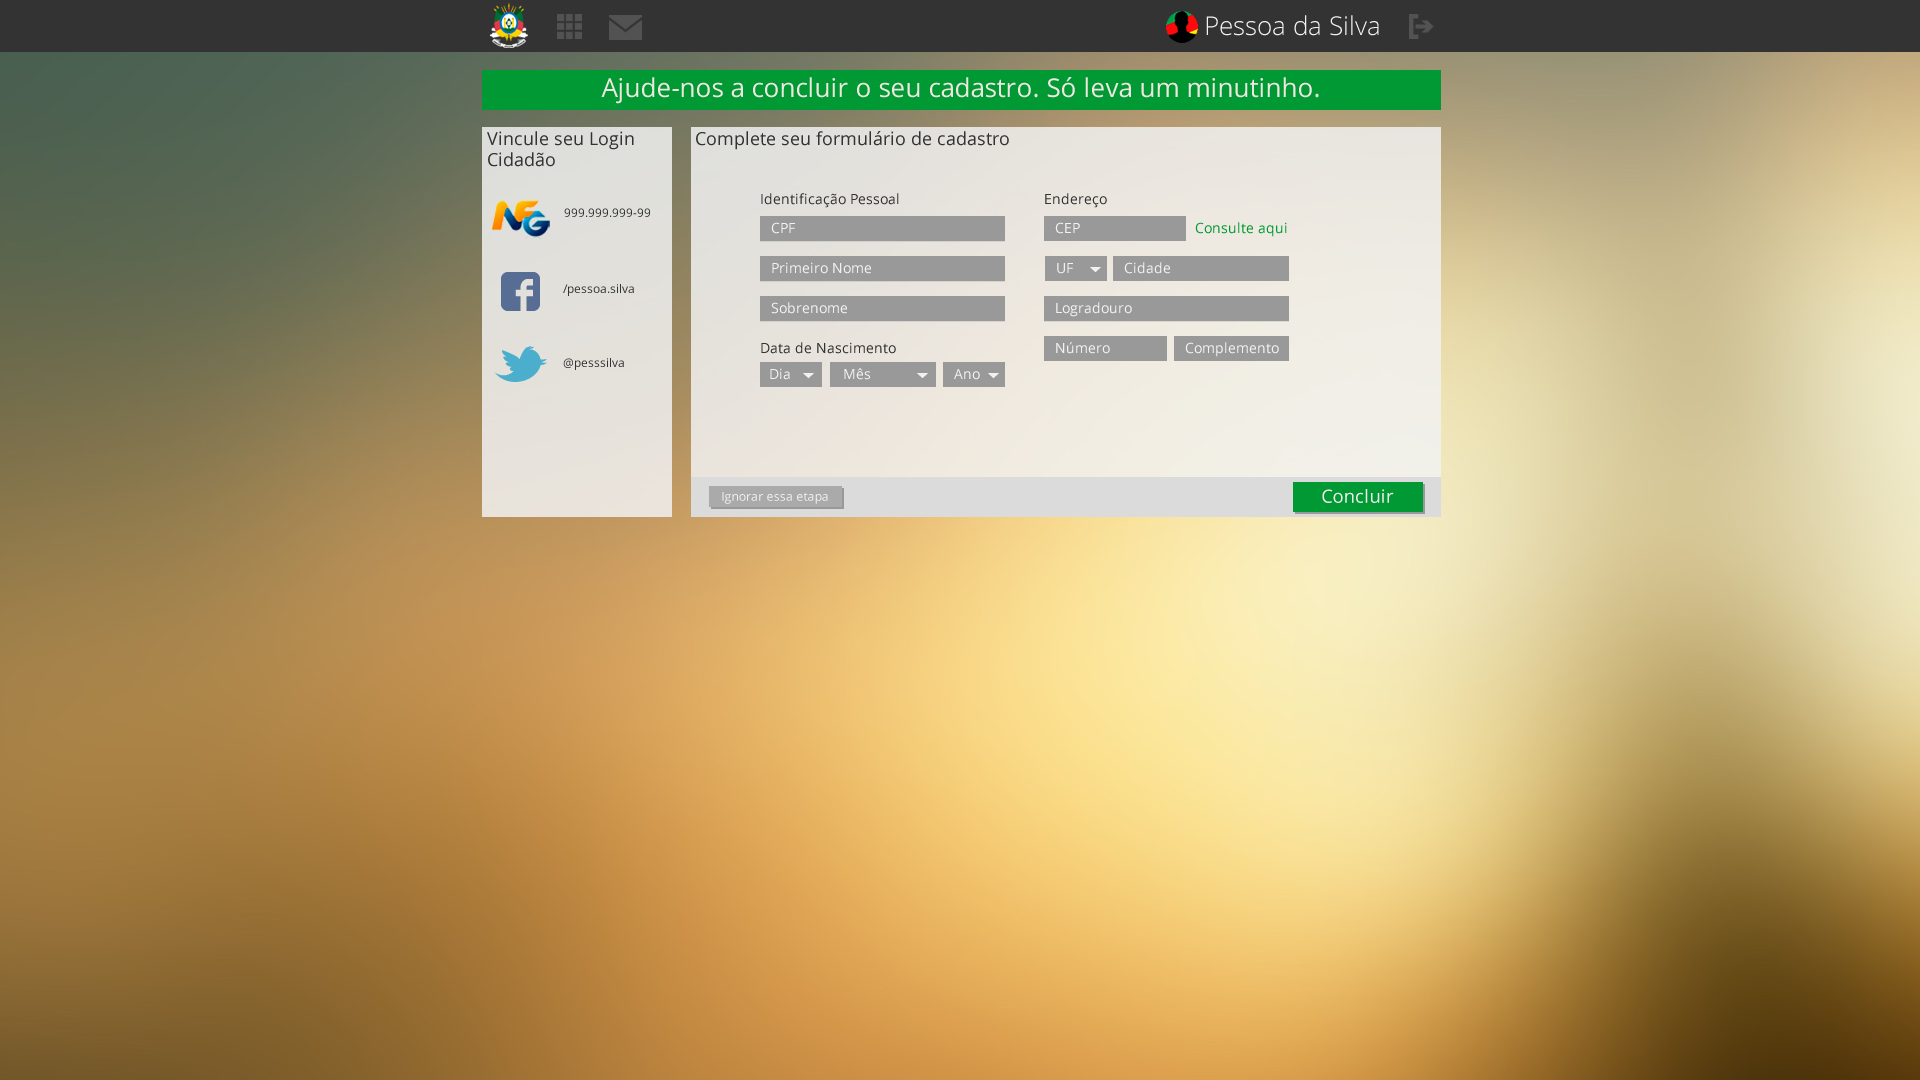 Pessoa da Silva
Ajude-nos a concluir o seu cadastro. Só leva um minutinho.
Vincule seu Login
Cidadão
NFG
999.999.999-99
/pessoa.silva
@pesssilva
Complete seu formulário de cadastro
Identificação Pessoal
CPF
Primeiro Nome
Sobrenome
Data de Nascimento
Dia Mês Ano
Endereço
CEP Consulte aqui
UF Cidade
Logradouro
Número Complemento
Ignorar essa etapa
Concluir